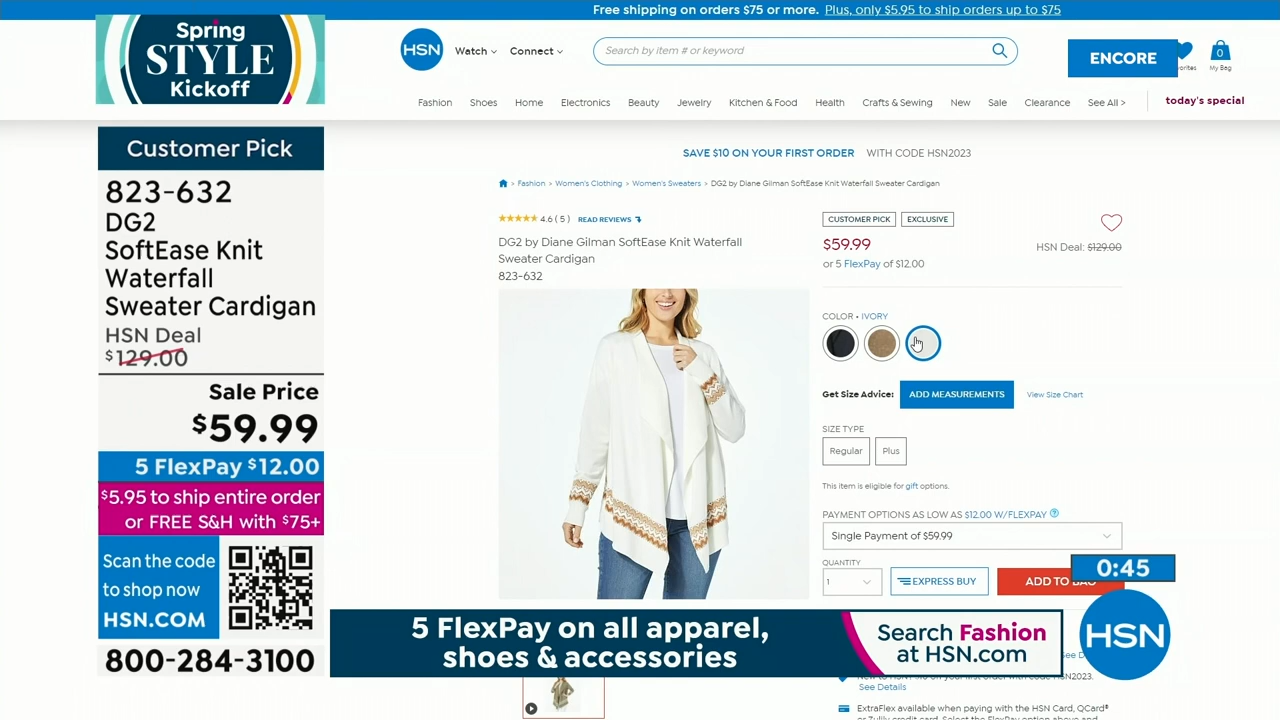 Free shipping on orders $75 or more. Plus, only $5.95 to ship orders up to $75
Spring
STYLE
Kickoff
HSN
Watch
Connect
Search by item # or keyword
ENCORE
0
My Bag
Fashion Shoes Home Electronics Beauty Jewelry Kitchen & Food Health Crafts & Sewing New Sale Clearance See All > today's special
Customer Pick
823-632
DG2
SoftEase Knit
Waterfall
Sweater Cardigan
HSN Deal
$129.00
Sale Price
$59.99
5 FlexPay $12.00
$5.95 to ship entire order
or FREE S&H with $75+
Scan the code
to shop now
HSN.COM
800-284-3100
SAVE $10 ON YOUR FIRST ORDER WITH CODE HSN2023
> Fashion > Women's Clothing > Women's Sweaters > DG2 by Diane Gilman SoftEase Knit Waterfall Sweater Cardigan
4.6 ( 5 ) READ REVIEWS
DG2 by Diane Gilman SoftEase Knit Waterfall
Sweater Cardigan
823-632
CUSTOMER PICK EXCLUSIVE
$59.99
HSN Deal: $129.00
or 5 FlexPay of $12.00
COLOR • IVORY
Get Size Advice: ADD MEASUREMENTS View Size Chart
SIZE TYPE
Regular Plus
This item is eligible for gift options.
PAYMENT OPTIONS AS LOW AS $12.00 W/FLEXPAY
Single Payment of $59.99
QUANTITY
1
EXPRESS BUY
ADD TO BAG
0:45
5 FlexPay on all apparel,
shoes & accessories
Search Fashion
at HSN.com
HSN
See Details
ExtraFlex available when paying with the HSN Card, QCard®